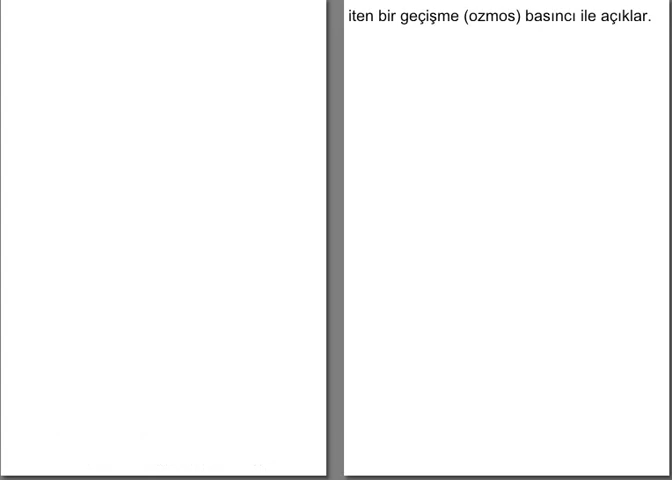 iten bir geçişme (ozmos) basıncı ile açıklar.